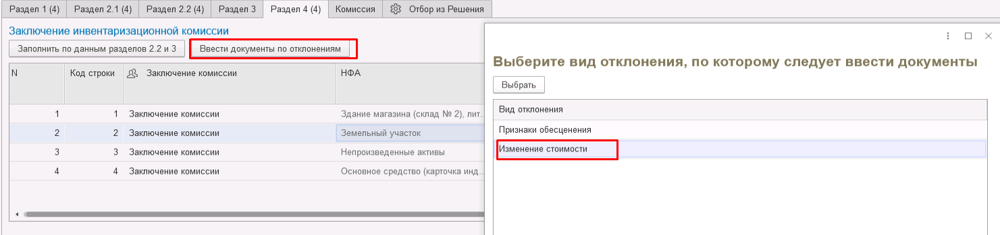 Раздел 1 (4) Раздел 2.1 (4) Раздел 2.2 (4) Раздел 3 Раздел 4 (4) Комиссия Отбор из Решения
Заключение инвентаризационной комиссии
Заполнить по данным разделов 2.2 и 3 Ввести документы по отклонениям
N Код строки Заключение комиссии НФА
1 1 Заключение комиссии Здание магазина (склад № 2), лит...
2 2 Заключение комиссии Земельный участок
3 3 Заключение комиссии Непроизведенные активы
4 4 Заключение комиссии Основное средство (карточка инд...
Выберите вид отклонения, по которому следует ввести документы
Выбрать
Вид отклонения
Признаки обесценения
Изменение стоимости